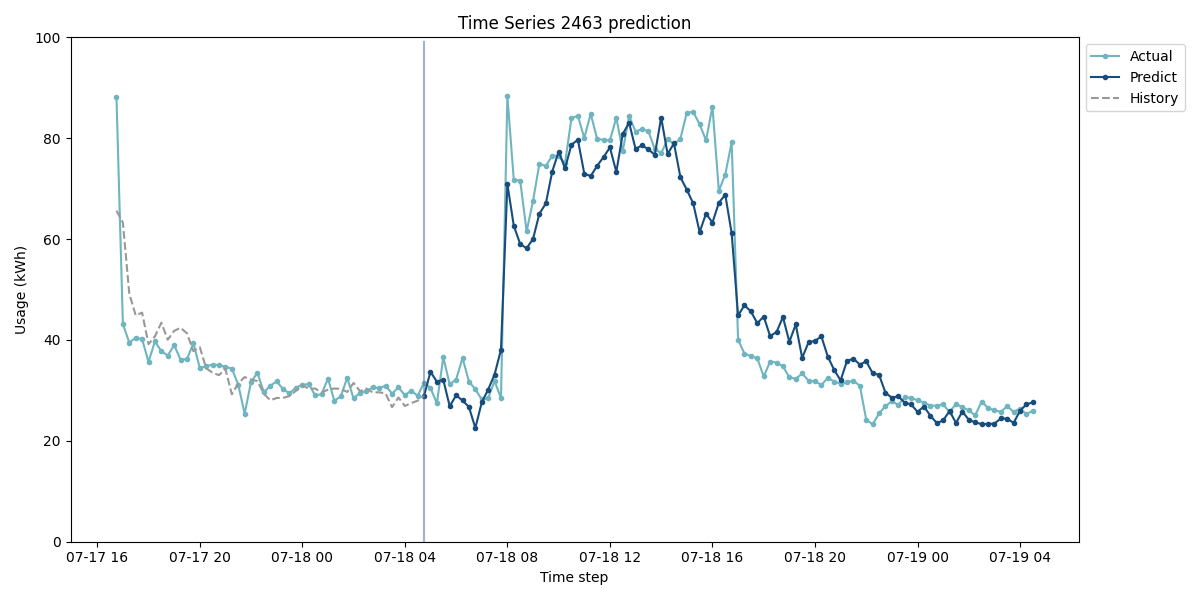 Time Series 2463 prediction
100
80
60
40
20
0
Usage (kWh)
07-17 16
07-17 20
07-18 00
07-18 04
07-18 08
07-18 12
07-18 16
07-18 20
07-19 00
07-19 04
Time step
Actual
Predict
History